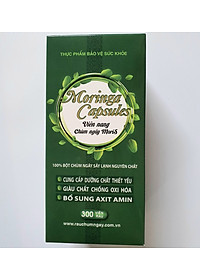 THỰC PHẨM BẢO VỆ SỨC KHỎE
Moringa
Capsules
Viên nang
Chùm ngây Mori5
100% BỘT CHÙM NGÂY SẤY LẠNH NGUYÊN CHẤT
CUNG CẤP DƯỠNG CHẤT THIẾT YẾU
GIÀU CHẤT CHỐNG OXI HÓA
BỔ SUNG AXIT AMIN
300
www.rauchumngay.com.vn